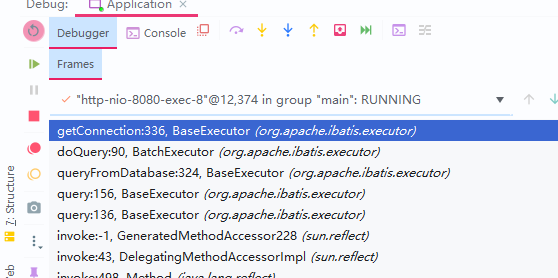 Debug: Application
Debugger Console
Frames
"http-nio-8080-exec-8"@12,374 in group "main": RUNNING
getConnection:336, BaseExecutor (org.apache.ibatis.executor)
doQuery:90, BatchExecutor (org.apache.ibatis.executor)
queryFromDatabase:324, BaseExecutor (org.apache.ibatis.executor)
query:156, BaseExecutor (org.apache.ibatis.executor)
query:136, BaseExecutor (org.apache.ibatis.executor)
invoke:-1, GeneratedMethodAccessor228 (sun.reflect)
invoke:43, DelegatingMethodAccessorImpl (sun.reflect)
invoke:498, Method (java.lang.reflect)
7: Structure